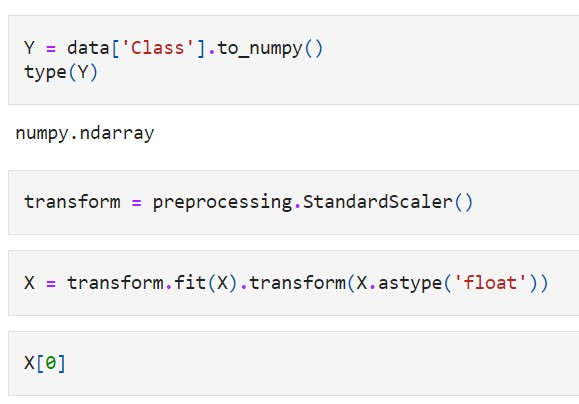 Y = data['Class'].to_numpy()
type(Y)
numpy.ndarray
transform = preprocessing.StandardScaler()
X = transform.fit(X).transform(X.astype('float'))
X[0]